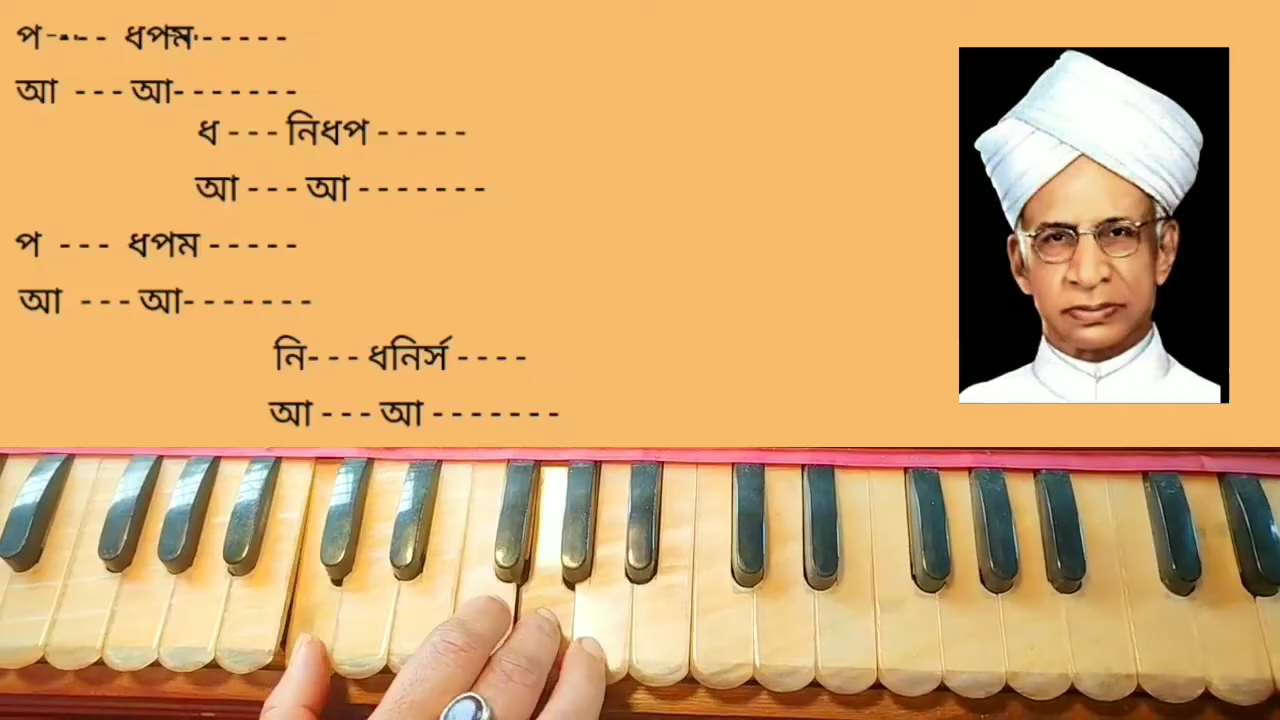 প ---- ধপম------
আ --- আ-------
ধ --- নিধপ -----
আ --- আ -------
প --- ধপম -----
আ --- আ-------
নি--- ধনির্স ----
আ --- আ -------